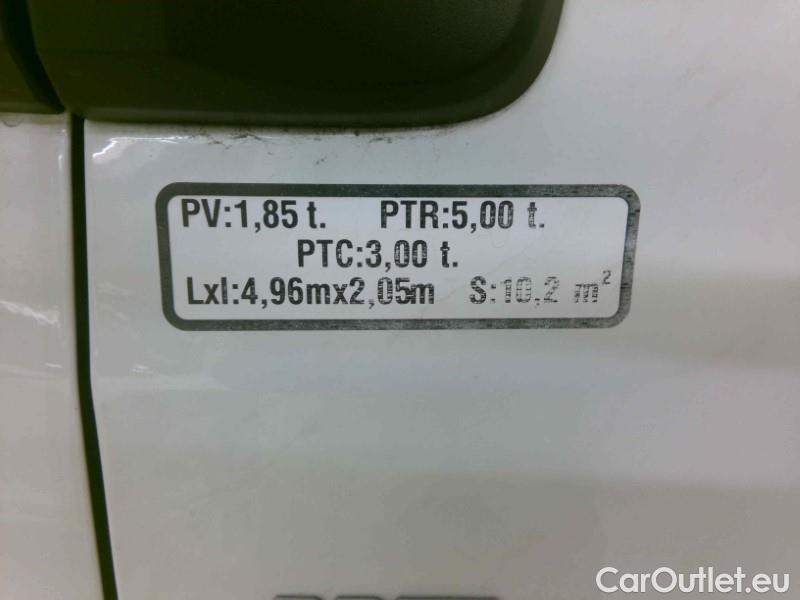 PV:1,85 t. PTR:5,00 t.
PTC:3,00 t.
Lxl:4,96mx2,05m S:10,2 m²
CarOutlet.eu